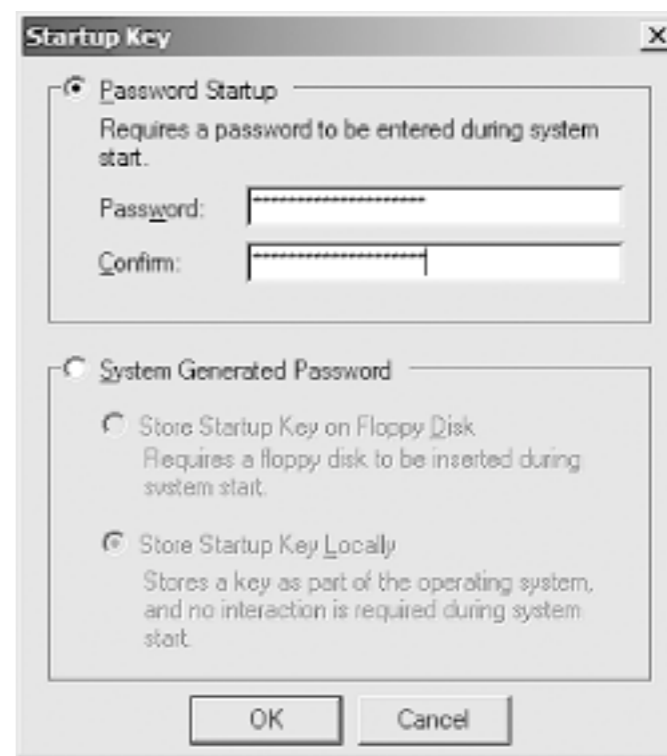 Startup Key
Password Startup
Requires a password to be entered during system
start.
Password: ********************
Confirm: ********************
System Generated Password
Store Startup Key on Floppy Disk
Requires a floppy disk to be inserted during
system start.
Store Startup Key Locally
Stores a key as part of the operating system,
and no interaction is required during system
start.
OK Cancel